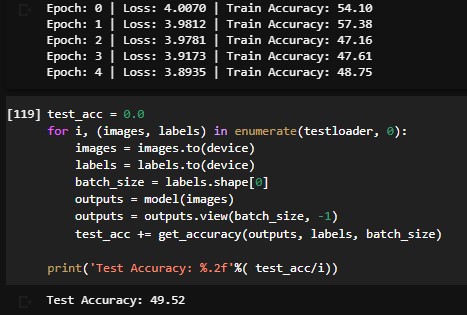 Epoch: 0 | Loss: 4.0070 | Train Accuracy: 54.10
Epoch: 1 | Loss: 3.9812 | Train Accuracy: 57.38
Epoch: 2 | Loss: 3.9781 | Train Accuracy: 47.16
Epoch: 3 | Loss: 3.9173 | Train Accuracy: 47.61
Epoch: 4 | Loss: 3.8935 | Train Accuracy: 48.75
[119] test_acc = 0.0
for i, (images, labels) in enumerate(testloader, 0):
    images = images.to(device)
    labels = labels.to(device)
    batch_size = labels.shape[0]
    outputs = model(images)
    outputs = outputs.view(batch_size, -1)
    test_acc += get_accuracy(outputs, labels, batch_size)
print('Test Accuracy: %.2f'%( test_acc/i))
Test Accuracy: 49.52